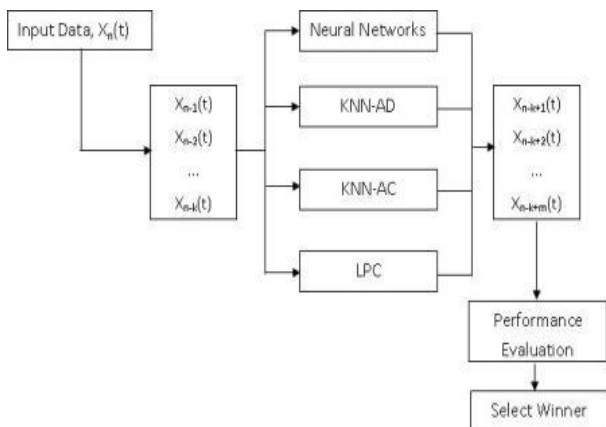 Input Data, Xn(t)
Xn-1(t)
Xn-2(t)
...
Xn-k(t)
Neural Networks
KNN-AD
KNN-AC
LPC
Xn-k+1(t)
Xn-k+2(t)
...
Xn-k+m(t)
Performance
Evaluation
Select Winner